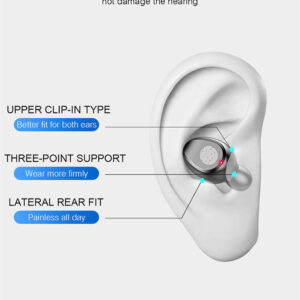 not damage the hearing
UPPER CLIP-IN TYPE
Better fit for both ears
THREE-POINT SUPPORT
Wear more firmly
LATERAL REAR FIT
Painless all day